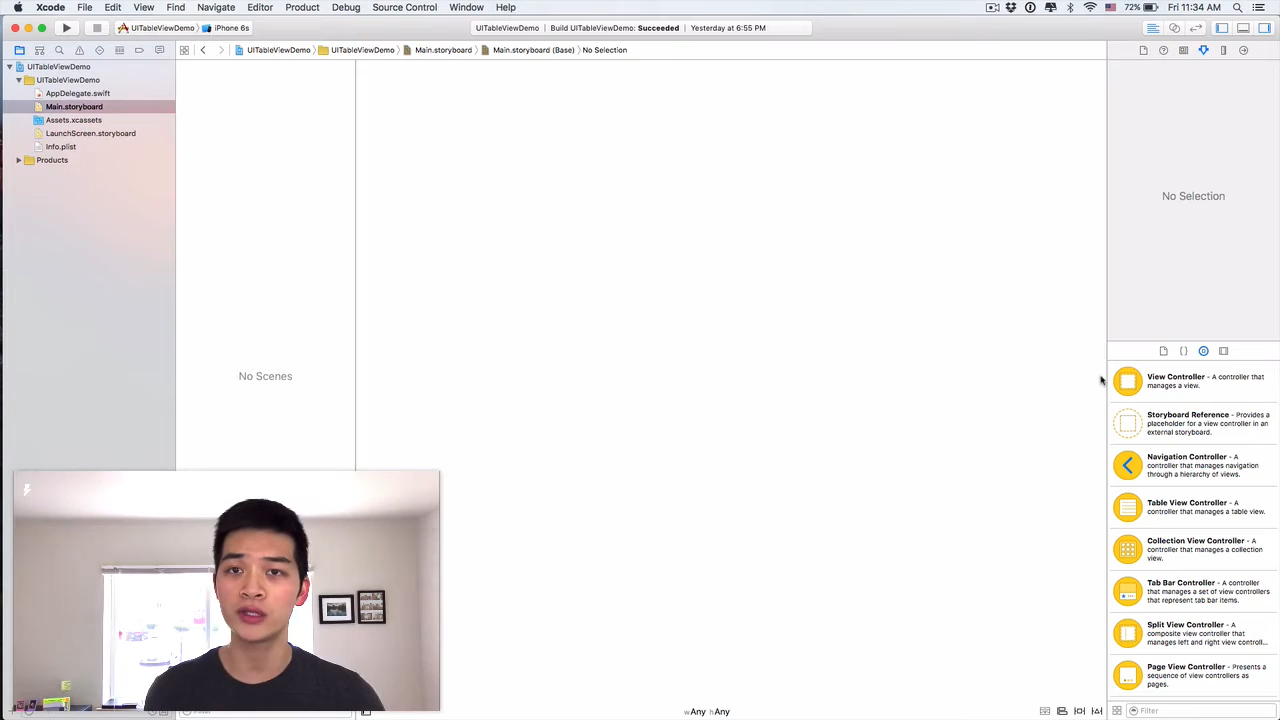 Xcode File Edit View Find Navigate Editor Product Debug Source Control Window Help 72% Fri 11:34 AM
UITableViewDemo iPhone 6s UITableViewDemo Build UITableViewDemo: Succeeded Yesterday at 6:55 PM
UITableViewDemo UITableViewDemo Main.storyboard Main.storyboard (Base) No Selection
UITableViewDemo
UITableViewDemo
AppDelegate.swift
Main.storyboard
Assets.xcassets
LaunchScreen.storyboard
Info.plist
Products
No Scenes
No Selection
View Controller - A controller that
manages a view.
Storyboard Reference - Provides a
placeholder for a view controller in an
external storyboard.
Navigation Controller - A
controller that manages navigation
through a hierarchy of views.
Table View Controller - A
controller that manages a table view.
Collection View Controller - A
controller that manages a collection
view.
Tab Bar Controller - A controller
that manages a set of view controllers
that represent tab bar items.
Split View Controller - A
composite view controller that
manages left and right view controll...
Page View Controller - Presents a
sequence of view controllers as
pages.
wAny hAny
Filter